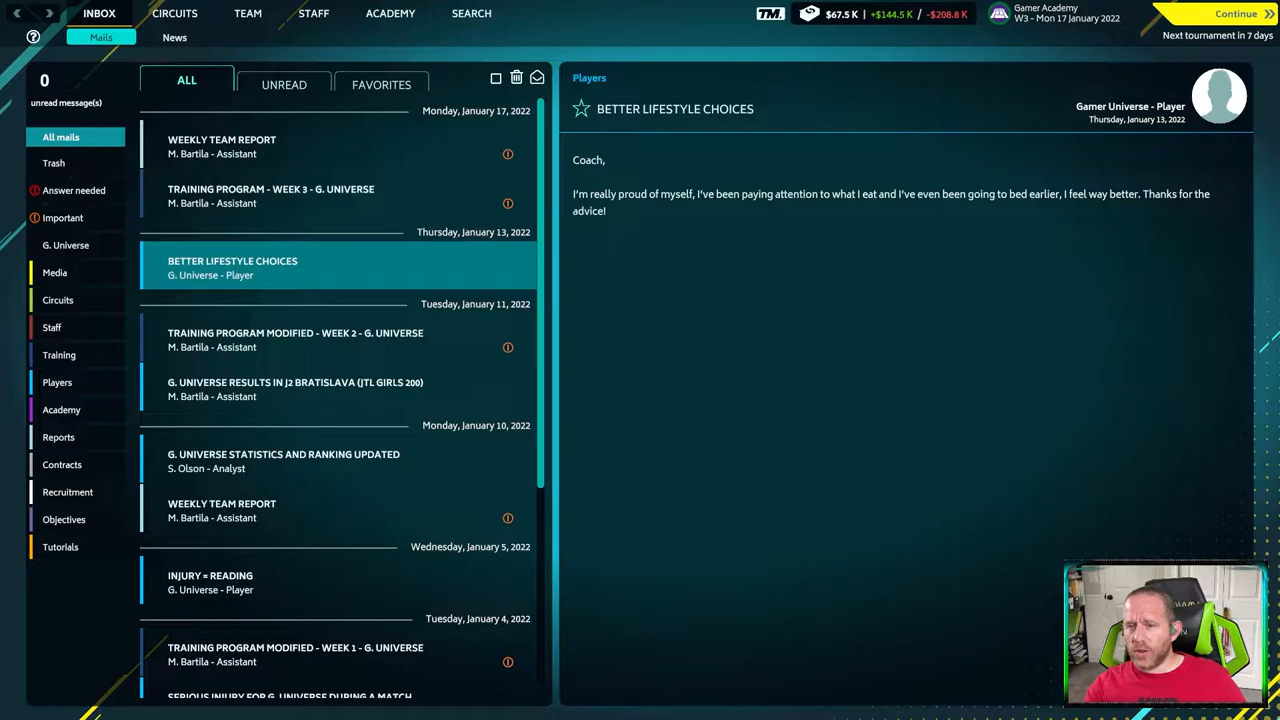 INBOX
CIRCUITS
TEAM
STAFF
ACADEMY
SEARCH
TM.
$67.5 K | +$144.5 K / -$208.8 K
Gamer Academy
W3 - Mon 17 January 2022
Continue
Next tournament in 7 days
Mails
News
0
unread message(s)
All mails
Trash
Answer needed
Important
G. Universe
Media
Circuits
Staff
Training
Players
Academy
Reports
Contracts
Recruitment
Objectives
Tutorials
ALL
UNREAD
FAVORITES
Monday, January 17, 2022
WEEKLY TEAM REPORT
M. Bartila - Assistant
TRAINING PROGRAM - WEEK 3 - G. UNIVERSE
M. Bartila - Assistant
Thursday, January 13, 2022
BETTER LIFESTYLE CHOICES
G. Universe - Player
Tuesday, January 11, 2022
TRAINING PROGRAM MODIFIED - WEEK 2 - G. UNIVERSE
M. Bartila - Assistant
G. UNIVERSE RESULTS IN J2 BRATISLAVA (JTL GIRLS 200)
M. Bartila - Assistant
Monday, January 10, 2022
G. UNIVERSE STATISTICS AND RANKING UPDATED
S. Olson - Analyst
WEEKLY TEAM REPORT
M. Bartila - Assistant
Wednesday, January 5, 2022
INJURY = READING
G. Universe - Player
Tuesday, January 4, 2022
TRAINING PROGRAM MODIFIED - WEEK 1 - G. UNIVERSE
M. Bartila - Assistant
SERIOUS INJURY FOR G. UNIVERSE DURING A MATCH
Players
BETTER LIFESTYLE CHOICES
Gamer Universe - Player
Thursday, January 13, 2022
Coach,
I'm really proud of myself, I've been paying attention to what I eat and I've even been going to bed earlier, I feel way better. Thanks for the
advice!